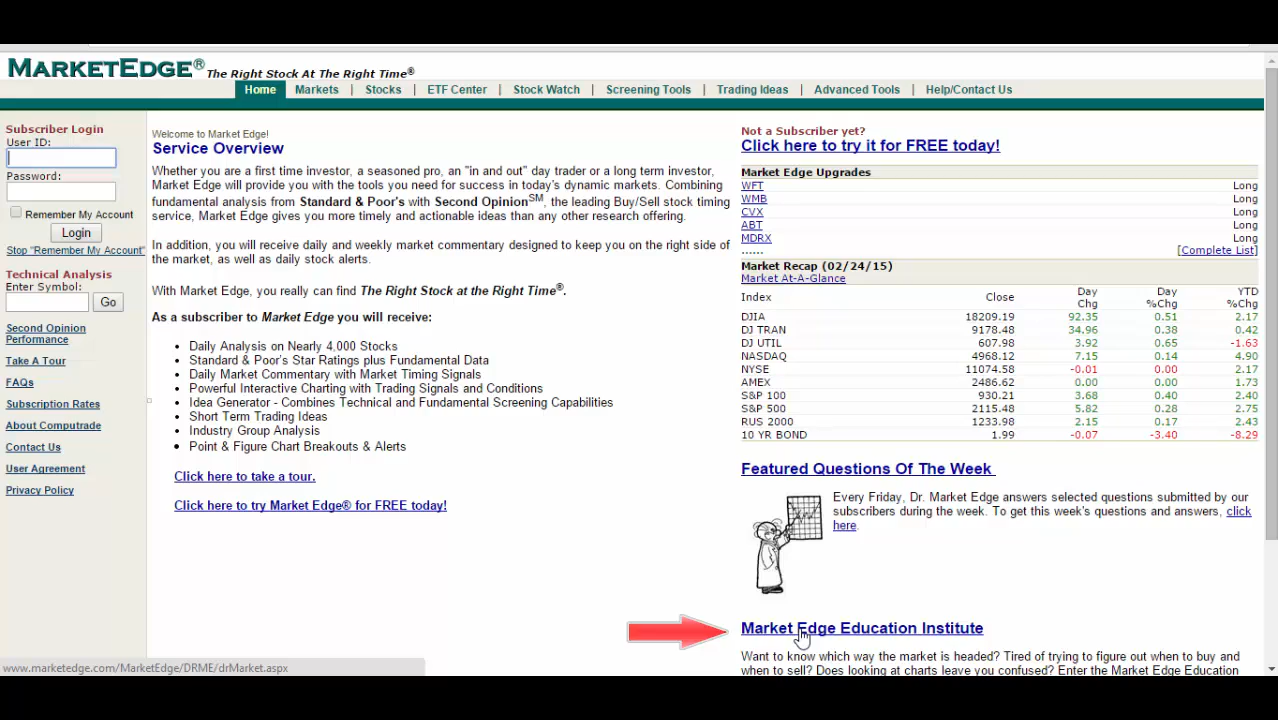 MARKETEDGE® The Right Stock At The Right Time®
Home Markets | Stocks | ETF Center | Stock Watch | Screening Tools | Trading Ideas | Advanced Tools | Help/Contact Us
Subscriber Login
User ID:
Password:
Remember My Account
Login
Stop "Remember My Account"
Technical Analysis
Enter Symbol:
Go
Second Opinion
Performance
Take A Tour
FAQs
Subscription Rates
About Computrade
Contact Us
User Agreement
Privacy Policy
Welcome to Market Edge!
Service Overview
Whether you are a first time investor, a seasoned pro, an "in and out" day trader or a long term investor,
Market Edge will provide you with the tools you need for success in today's dynamic markets. Combining
fundamental analysis from Standard & Poor's with Second Opinion℠, the leading Buy/Sell stock timing
service, Market Edge gives you more timely and actionable ideas than any other research offering.
In addition, you will receive daily and weekly market commentary designed to keep you on the right side of
the market, as well as daily stock alerts.
With Market Edge, you really can find The Right Stock at the Right Time®.
As a subscriber to Market Edge you will receive:
• Daily Analysis on Nearly 4,000 Stocks
• Standard & Poor's Star Ratings plus Fundamental Data
• Daily Market Commentary with Market Timing Signals
• Powerful Interactive Charting with Trading Signals and Conditions
• Idea Generator - Combines Technical and Fundamental Screening Capabilities
• Short Term Trading Ideas
• Industry Group Analysis
• Point & Figure Chart Breakouts & Alerts
Click here to take a tour.
Click here to try Market Edge® for FREE today!
Not a Subscriber yet?
Click here to try it for FREE today!
Market Edge Upgrades
WFT Long
WMB Long
CVX Long
ABT Long
MDRX Long
...... [Complete List]
Market Recap (02/24/15)
Market At-A-Glance
Index Close Day Chg Day %Chg YTD %Chg
DJIA 18209.19 92.35 0.51 2.17
DJ TRAN 9178.48 34.96 0.38 0.42
DJ UTIL 607.98 3.92 0.65 -1.63
NASDAQ 4968.12 7.15 0.14 4.90
NYSE 11074.58 -0.01 0.00 2.17
AMEX 2486.62 0.00 0.00 1.73
S&P 100 930.21 3.68 0.40 2.40
S&P 500 2115.48 5.82 0.28 2.75
RUS 2000 1233.98 2.15 0.17 2.43
10 YR BOND 1.99 -0.07 -3.40 -8.29
Featured Questions Of The Week
Every Friday, Dr. Market Edge answers selected questions submitted by our
subscribers during the week. To get this week's questions and answers, click
here.
Market Edge Education Institute
Want to know which way the market is headed? Tired of trying to figure out when to buy and
when to sell? Does looking at charts leave you confused? Enter the Market Edge Education
www.marketedge.com/MarketEdge/DRME/drMarket.aspx